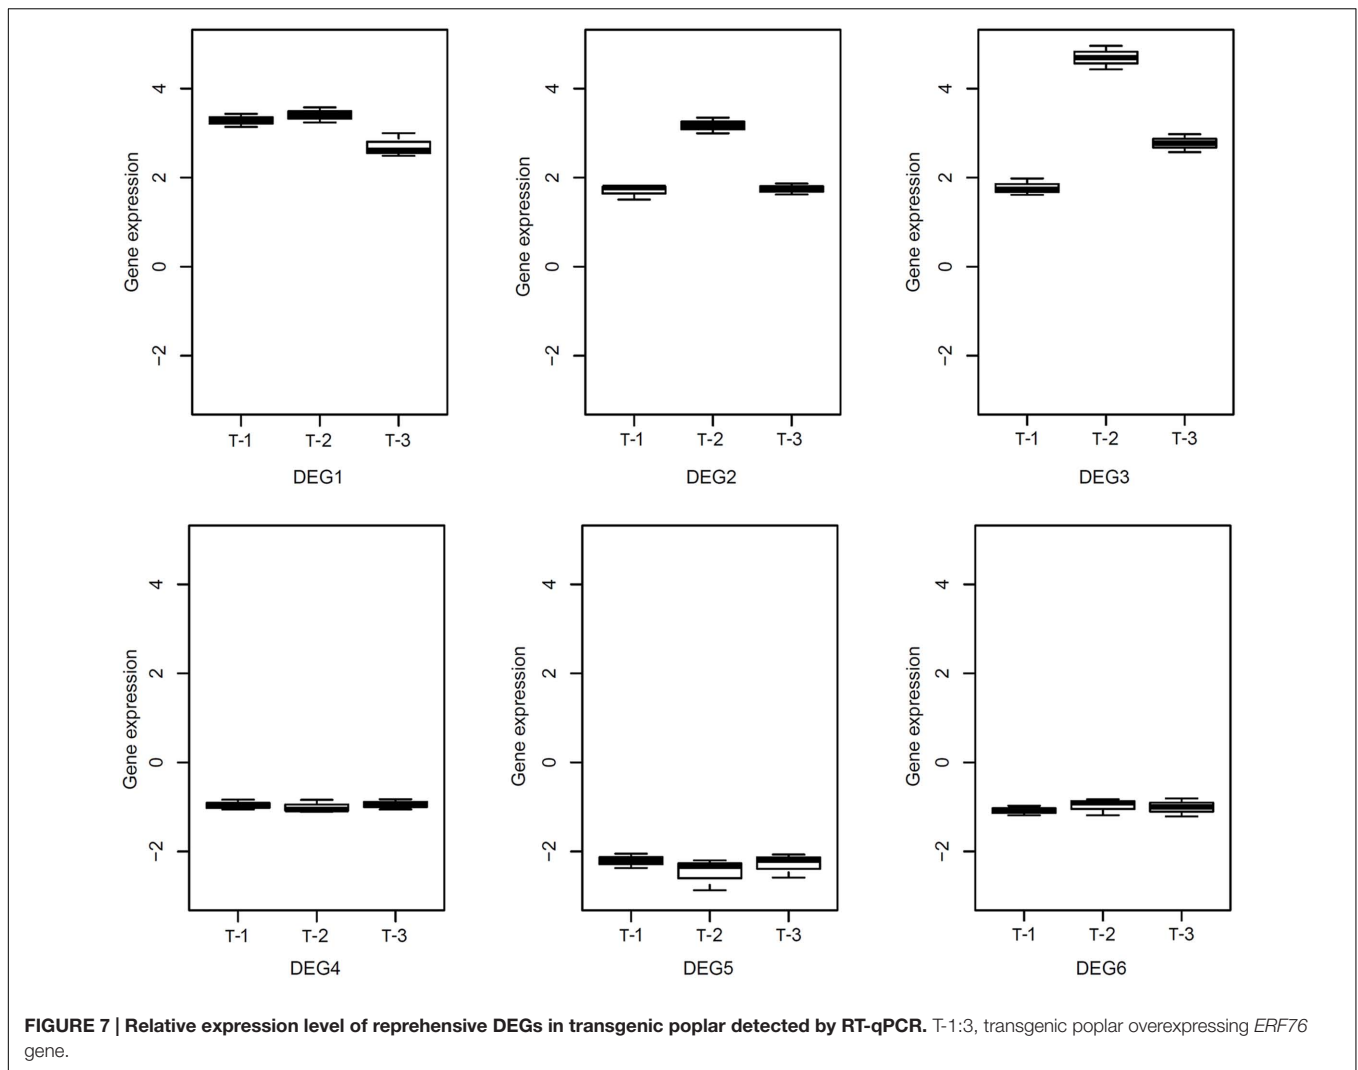 Gene expression
4
2
0
−2
T-1 T-2 T-3
DEG1
Gene expression
4
2
0
−2
T-1 T-2 T-3
DEG2
Gene expression
4
2
0
−2
T-1 T-2 T-3
DEG3
Gene expression
4
2
0
−2
T-1 T-2 T-3
DEG4
Gene expression
4
2
0
−2
T-1 T-2 T-3
DEG5
Gene expression
4
2
0
−2
T-1 T-2 T-3
DEG6
FIGURE 7 | Relative expression level of reprehensive DEGs in transgenic poplar detected by RT-qPCR. T-1:3, transgenic poplar overexpressing ERF76
gene.